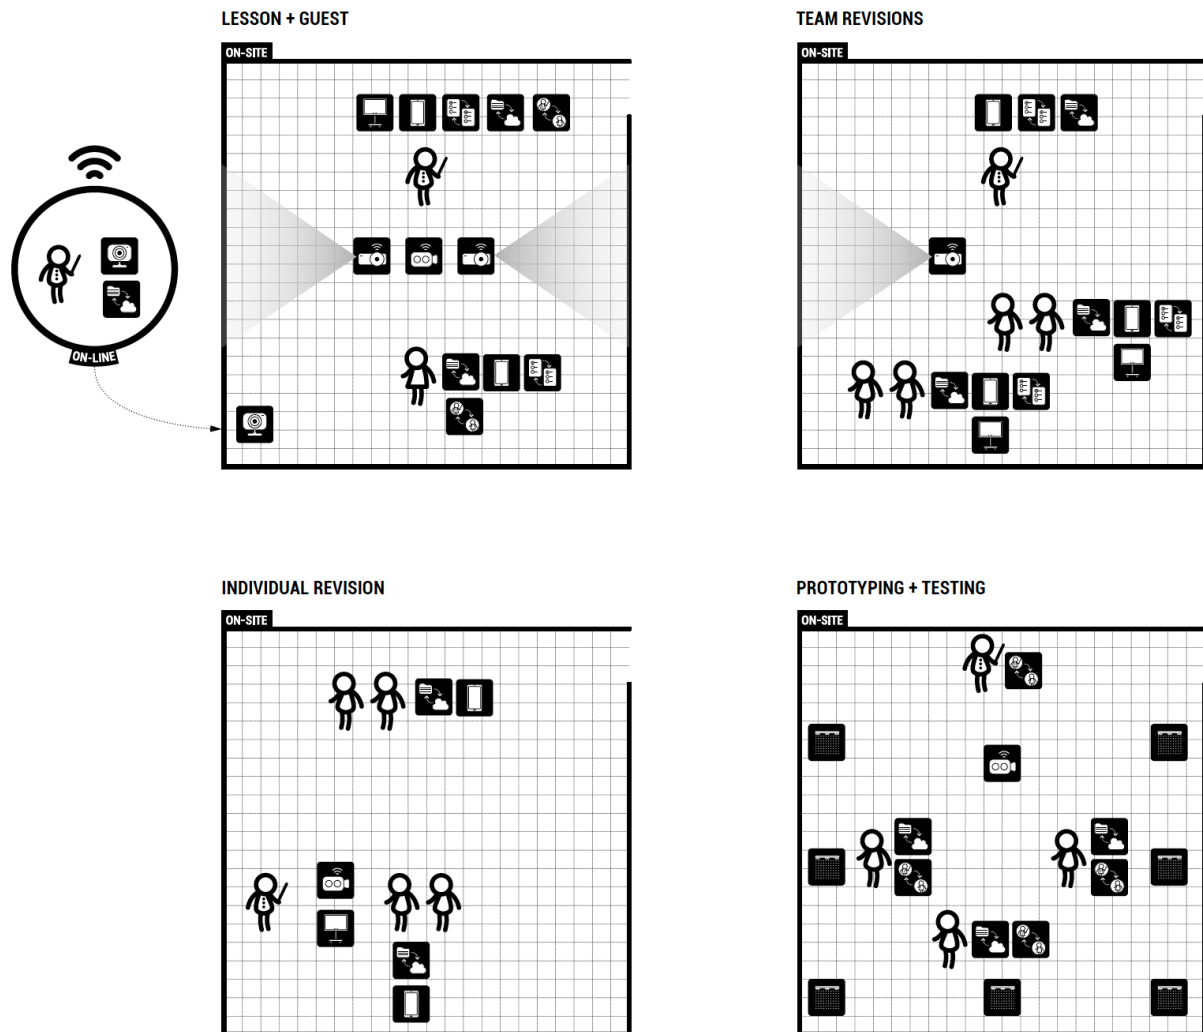 LESSON + GUEST
TEAM REVISIONS
ON-SITE
ON-SITE
ON-LINE
INDIVIDUAL REVISION
PROTOTYPING + TESTING
ON-SITE
ON-SITE